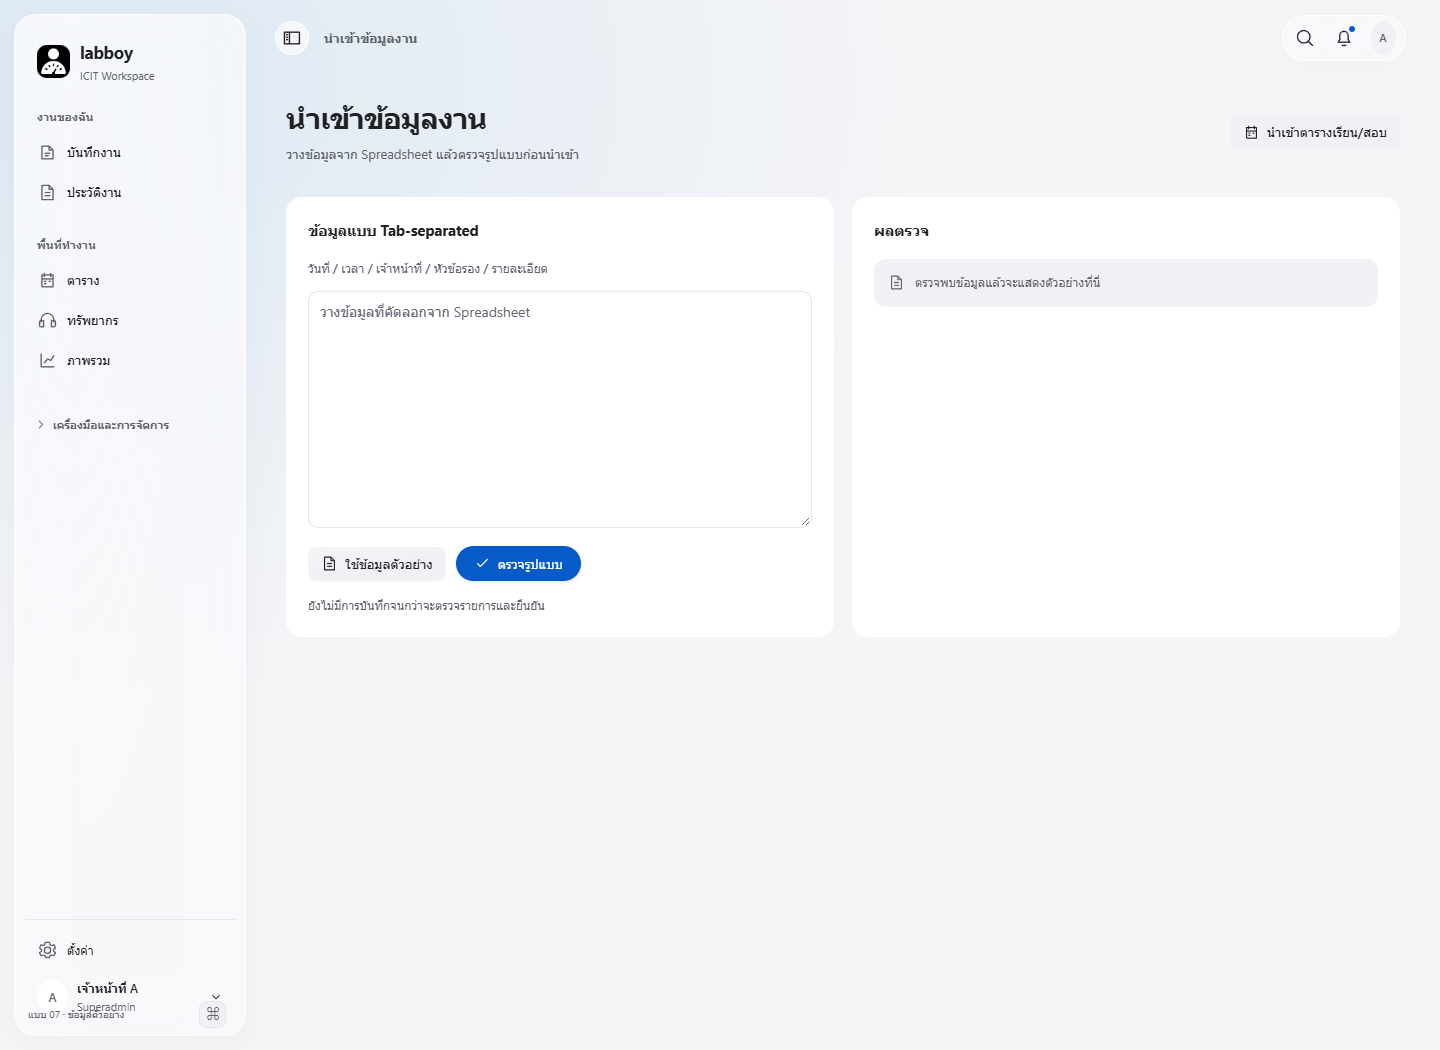 labboy
ICIT Workspace
งานของฉัน
บันทึกงาน
ประวัติงาน
พื้นที่ทำงาน
ตาราง
ทรัพยากร
ภาพรวม
เครื่องมือและการจัดการ
ตั้งค่า
A
เจ้าหน้าที่ A
Superadmin
แบบ 07 · ข้อมูลตัวอย่าง
นำเข้าข้อมูลงาน
A
นำเข้าข้อมูลงาน
วางข้อมูลจาก Spreadsheet แล้วตรวจรูปแบบก่อนนำเข้า
นำเข้าตารางเรียน/สอบ
ข้อมูลแบบ Tab-separated
วันที่ / เวลา / เจ้าหน้าที่ / หัวข้อรอง / รายละเอียด
วางข้อมูลที่คัดลอกจาก Spreadsheet
ใช้ข้อมูลตัวอย่าง
ตรวจรูปแบบ
ยังไม่มีการบันทึกจนกว่าจะตรวจรายการและยืนยัน
ผลตรวจ
ตรวจพบข้อมูลแล้วจะแสดงตัวอย่างที่นี่